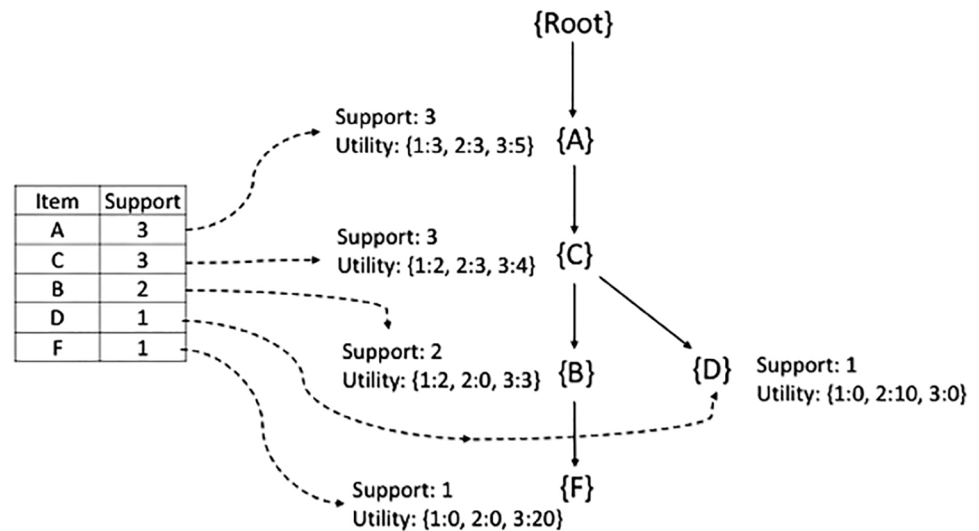 {Root}
Support: 3
Utility: {1:3, 2:3, 3:5}
{A}
Item Support
A 3
C 3
B 2
D 1
F 1
Support: 3
Utility: {1:2, 2:3, 3:4}
{C}
Support: 2
Utility: {1:2, 2:0, 3:3}
{B}
{D}
Support: 1
Utility: {1:0, 2:10, 3:0}
Support: 1
Utility: {1:0, 2:0, 3:20}
{F}